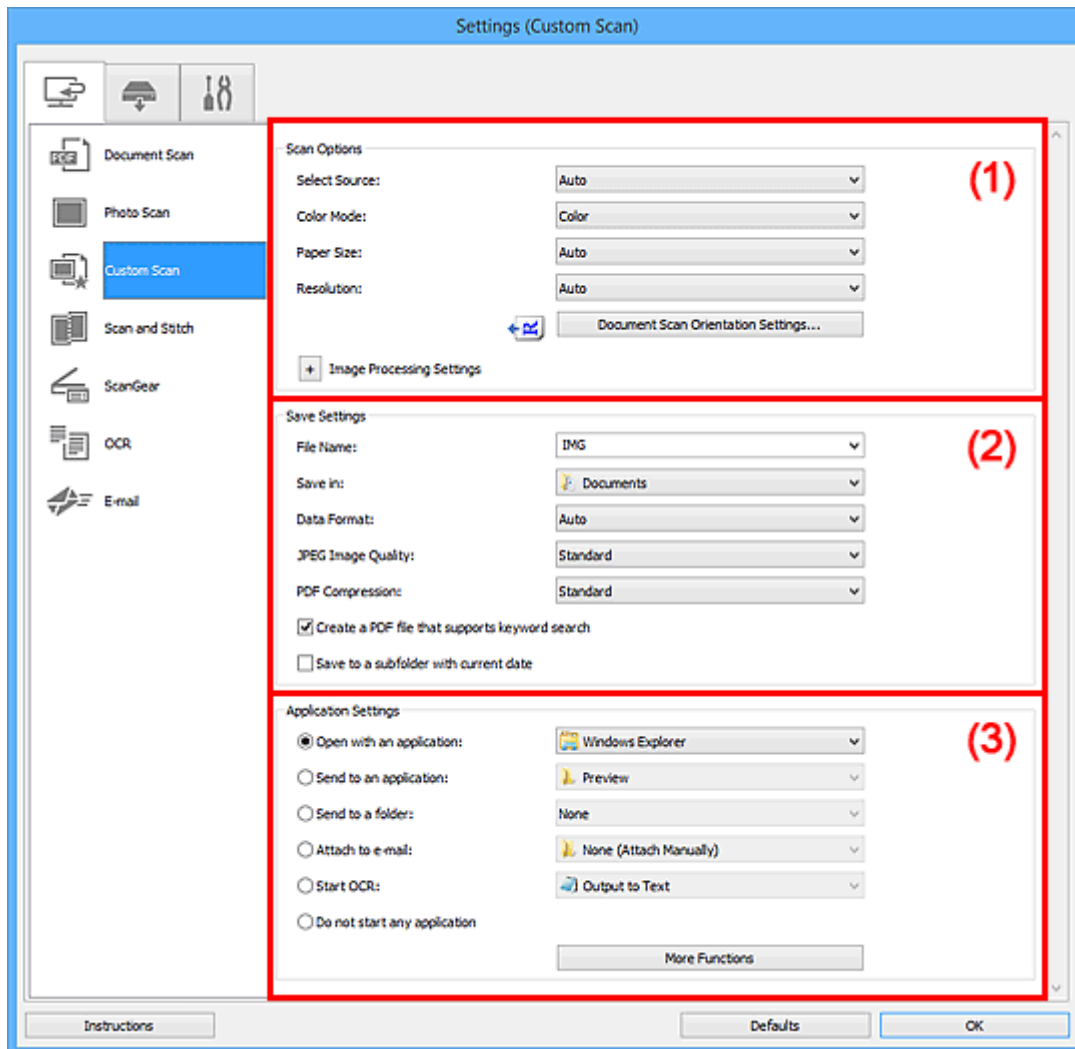 Settings (Custom Scan)
Document Scan
Photo Scan
Custom Scan
Scan and Stitch
ScanGear
OCR
E-mail
Scan Options
(1)
Select Source: Auto
Color Mode: Color
Paper Size: Auto
Resolution: Auto
Document Scan Orientation Settings...
+ Image Processing Settings
Save Settings
(2)
File Name: IMG
Save in: Documents
Data Format: Auto
JPEG Image Quality: Standard
PDF Compression: Standard
Create a PDF file that supports keyword search
Save to a subfolder with current date
Application Settings
(3)
Open with an application: Windows Explorer
Send to an application: Preview
Send to a folder: None
Attach to e-mail: None (Attach Manually)
Start OCR: Output to Text
Do not start any application
More Functions
Instructions Defaults OK